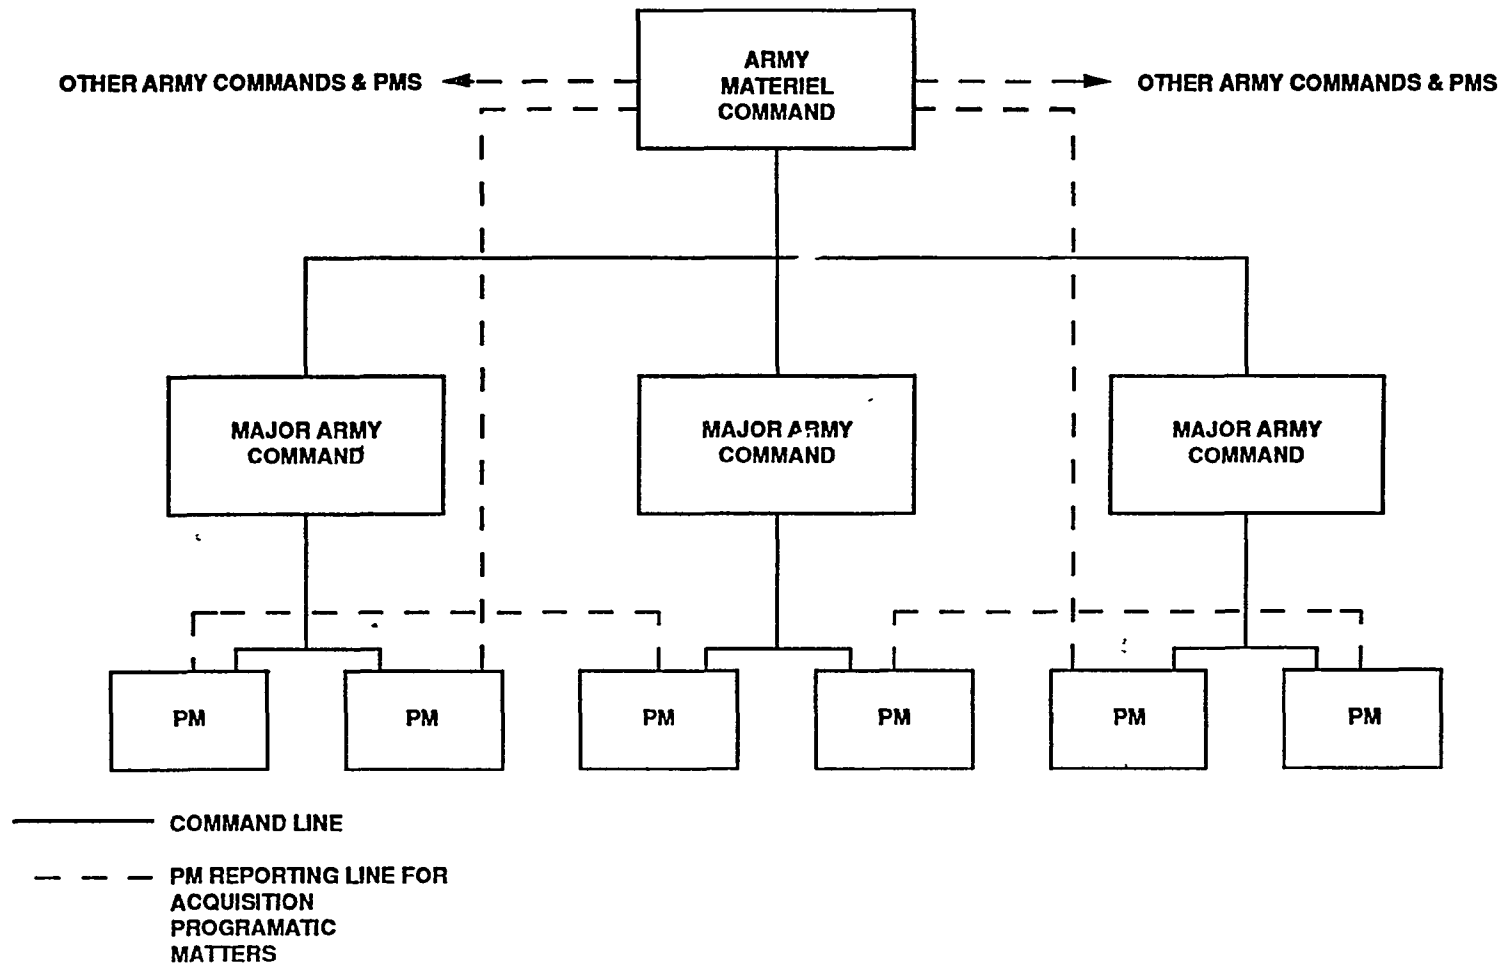 ARMY
MATERIEL
COMMAND
OTHER ARMY COMMANDS & PMS
OTHER ARMY COMMANDS & PMS
MAJOR ARMY
COMMAND
MAJOR ARMY
COMMAND
MAJOR ARMY
COMMAND
PM
PM
PM
PM
PM
PM
COMMAND LINE
PM REPORTING LINE FOR
ACQUISITION
PROGRAMATIC
MATTERS